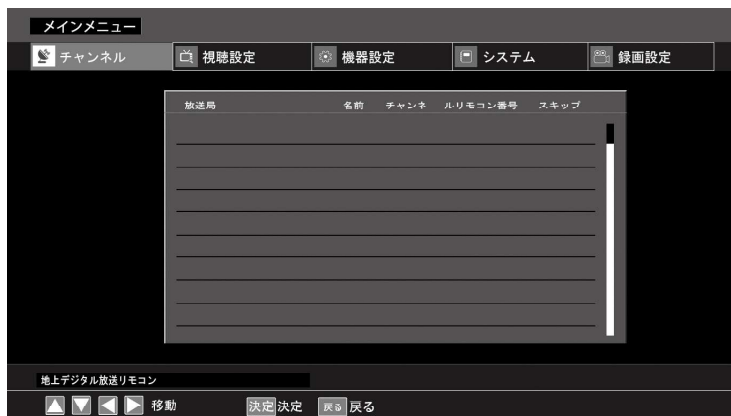 メインメニュー
チャンネル 視聴設定 機器設定 システム 録画設定
放送局 名前 チャンネ ルリモコン番号 スキップ
地上デジタル放送リモコン
移動 決定 決定 戻る 戻る